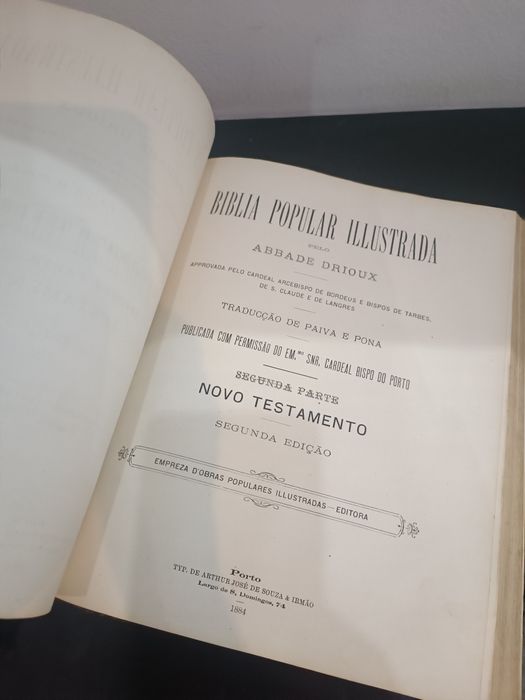 BIBLIA POPULAR ILLUSTRADA
PELO
ABBADE DRIOUX
APPROVADA PELO CARDEAL ARCEBISPO DE BORDEUS E BISPOS DE TARBES,
DE S. CLAUDE E DE LANGRES
TRADUCÇÃO DE PAIVA E PONA
PUBLICADA COM PERMISSÃO DO EM.MO SNR. CARDEAL BISPO DO PORTO
SEGUNDA PARTE
NOVO TESTAMENTO
SEGUNDA EDIÇÃO
EMPREZA D'OBRAS POPULARES ILLUSTRADAS—EDITORA
Porto
TYP. DE ARTHUR JOSÉ DE SOUZA & IRMÃO
Largo de S. Domingos, 74
1884